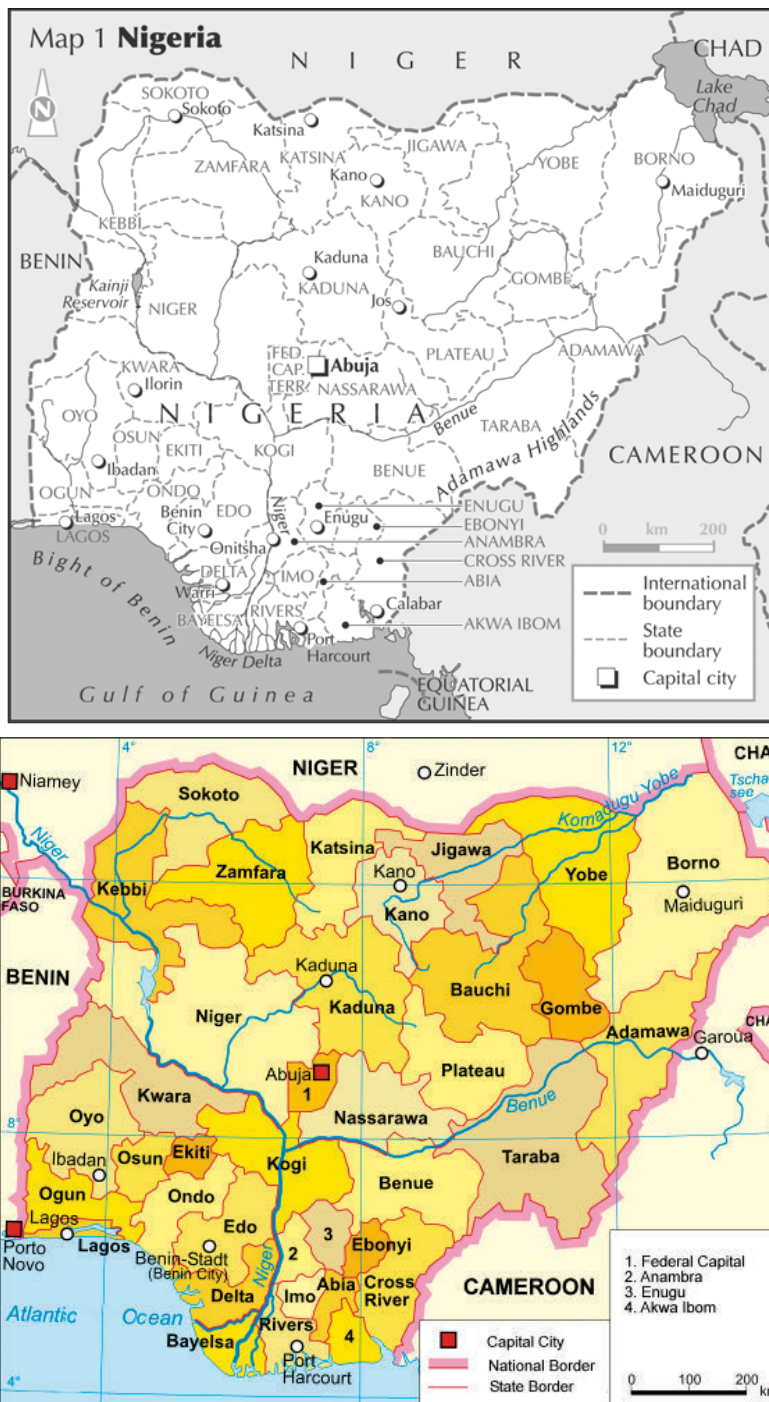 Map 1 Nigeria
NIGER
CHAD
Lake
Chad
N
SOKOTO
Sokoto
Katsina
ZAMFARA
KATSINA
JIGAWA
Kano
KANO
YOBE
BORNO
Maiduguri
KEBBI
BENIN
Kainji
Reservoir
NIGER
Kaduna
KADUNA
BAUCHI
GOMBE
Jos
FED.
CAP.
TERR.
Abuja
NASSARAWA
PLATEAU
ADAMAWA
KWARA
Ilorin
NIGERIA
Benue
TARABA
Adamawa Highlands
CAMEROON
OYO
OSUN
EKITI
KOGI
BENUE
Ibadan
OGUN
ONDO
Benin
City
EDO
Niger
Enugu
ENUGU
EBONYI
ANAMBRA
CROSS RIVER
ABIA
AKWA IBOM
Lagos
LAGOS
Onitsha
DELTA
Warri
IMO
BAYELSA
RIVERS
Calabar
Port
Harcourt
Niger Delta
Bight of Benin
Gulf of Guinea
EQUATORIAL
GUINEA
0 km 200
International
boundary
State
boundary
Capital city
4° 8° 12°
NIGER
Zinder
CHA
Tscha
see
Niamey
Niger
Sokoto
Komadugu Yobe
Katsina
Jigawa
Zamfara
Kebbi
Kano
Kano
Yobe
Borno
Maiduguri
BURKINA
FASO
BENIN
Kaduna
Kaduna
Niger
Bauchi
Gombe
Adamawa
CHA
Garoua
Abuja
1
Plateau
Kwara
Nassarawa
Benue
Oyo
8°
Ibadan
Osun
Ekiti
Kogi
Taraba
Benue
Ogun
Ondo
Lagos
Lagos
Porto
Novo
Edo
Benin-Stadt
(Benin City)
Niger
2
3
Ebonyi
Delta
Imo
Abia
Cross
River
CAMEROON
Atlantic Ocean
Bayelsa
Rivers
4
Port
Harcourt
4°
Capital City
National Border
State Border
1. Federal Capital
2. Anambra
3. Enugu
4. Akwa Ibom
0 100 200
km